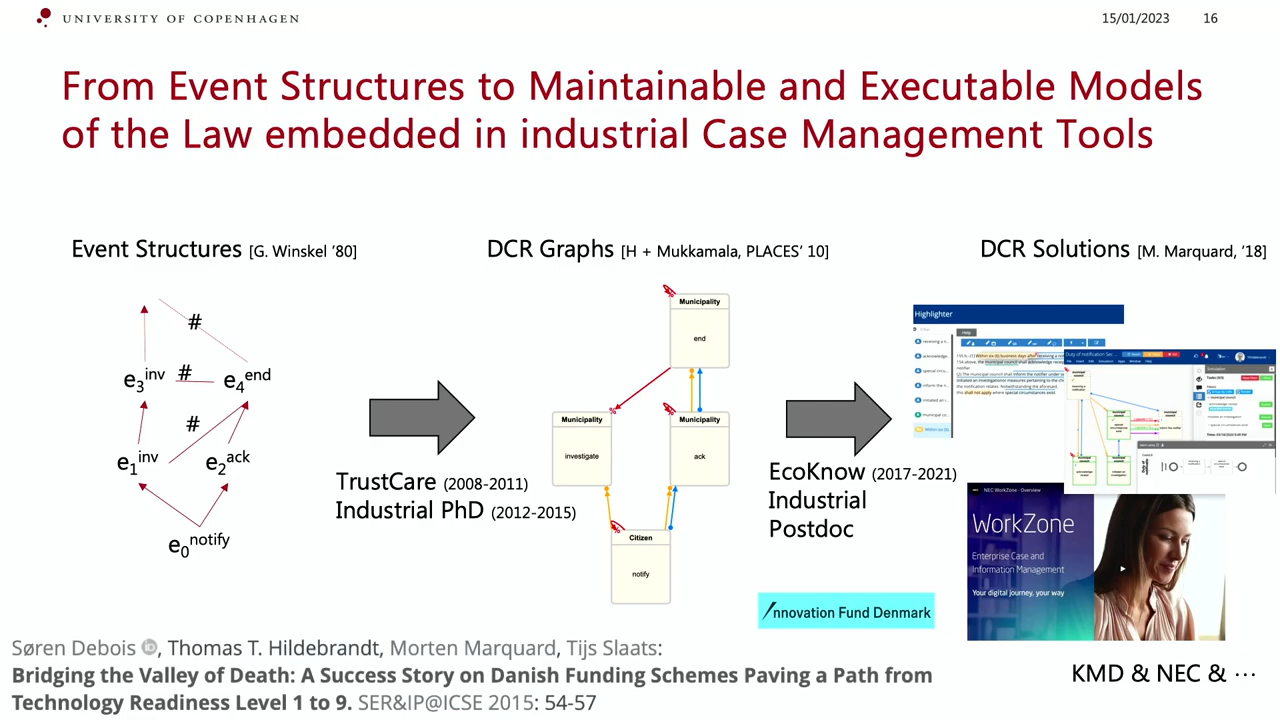 UNIVERSITY OF COPENHAGEN
15/01/2023 16
From Event Structures to Maintainable and Executable Models
of the Law embedded in industrial Case Management Tools
Event Structures [G. Winskel ’80]
DCR Graphs [H + Mukkamala, PLACES’ 10]
DCR Solutions [M. Marquard, ’18]
#
e3inv # e4end
#
e1inv e2ack
e0notify
TrustCare (2008-2011)
Industrial PhD (2012-2015)
%
Municipality
end
%
Municipality
investigate
%
Municipality
ack
%
Citizen
notify
EcoKnow (2017-2021)
Industrial
Postdoc
Innovation Fund Denmark
Highlighter
Help
NEC WorkZone - Overview
WorkZone
Enterprise Case and
Information Management
Your digital journey, your way
KMD & NEC & ⋯
Søren Debois iD, Thomas T. Hildebrandt, Morten Marquard, Tijs Slaats:
Bridging the Valley of Death: A Success Story on Danish Funding Schemes Paving a Path from
Technology Readiness Level 1 to 9. SER&IP@ICSE 2015: 54-57